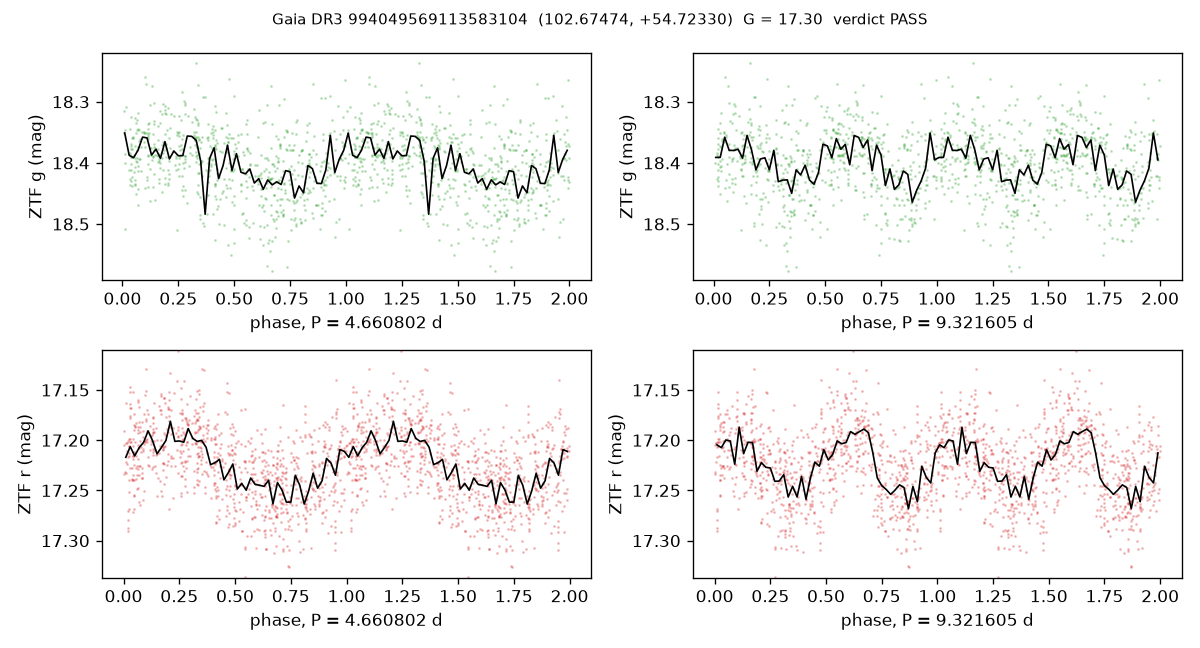 Gaia DR3 994049569113583104 (102.67474, +54.72330) G = 17.30 verdict PASS
ZTF g (mag)
18.3
18.4
18.5
0.00 0.25 0.50 0.75 1.00 1.25 1.50 1.75 2.00
phase, P = 4.660802 d
ZTF g (mag)
18.3
18.4
18.5
0.00 0.25 0.50 0.75 1.00 1.25 1.50 1.75 2.00
phase, P = 9.321605 d
ZTF r (mag)
17.15
17.20
17.25
17.30
0.00 0.25 0.50 0.75 1.00 1.25 1.50 1.75 2.00
phase, P = 4.660802 d
ZTF r (mag)
17.15
17.20
17.25
17.30
0.00 0.25 0.50 0.75 1.00 1.25 1.50 1.75 2.00
phase, P = 9.321605 d